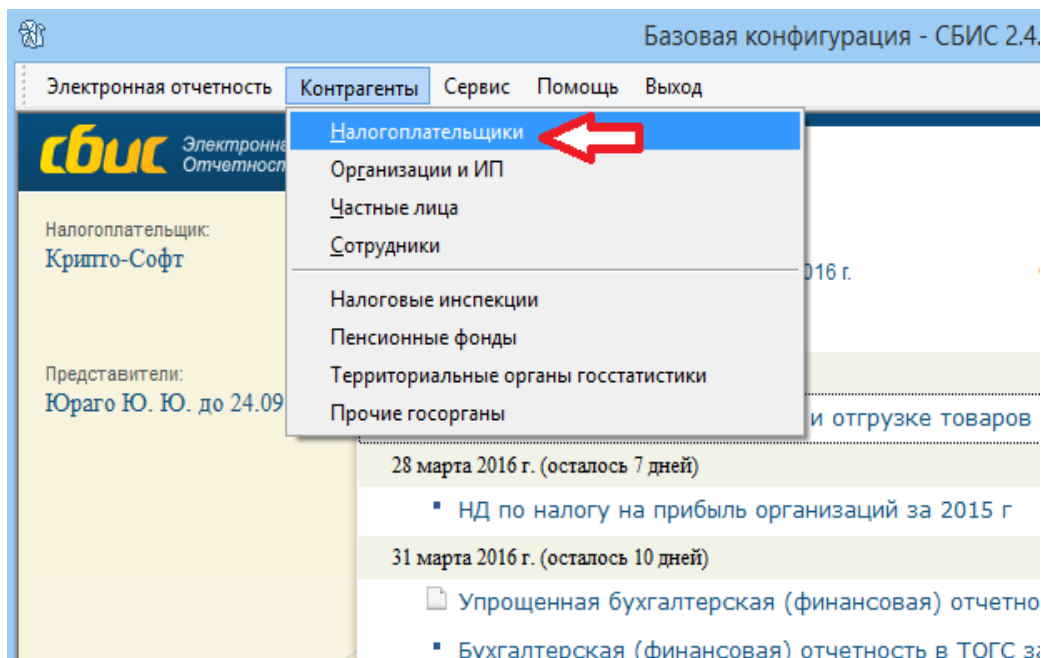 Базовая конфигурация - СБИС 2.4.
Электронная отчетность Контрагенты Сервис Помощь Выход
сбис Электронн
Отчетност
Налогоплательщики
Организации и ИП
Частные лица
Сотрудники
Налоговые инспекции
Пенсионные фонды
Территориальные органы госстатистики
Прочие госорганы
Налогоплательщик:
Крипто-Софт
Представители:
Юраго Ю. Ю. до 24.09
016 г.
и отгрузке товаров
28 марта 2016 г. (осталось 7 дней)
НД по налогу на прибыль организаций за 2015 г
31 марта 2016 г. (осталось 10 дней)
Упрощенная бухгалтерская (финансовая) отчетно
Бухгалтерская (финансовая) отчетность в ТОГС за